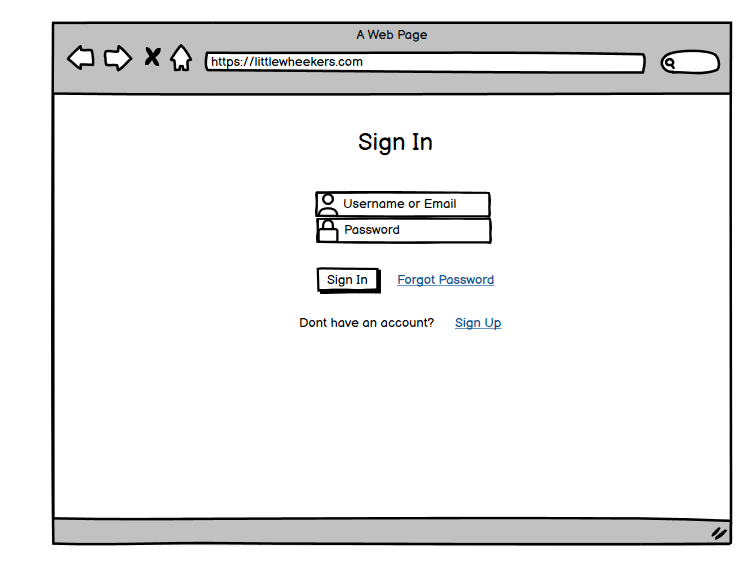 A Web Page
https://littlewheekers.com
Sign In
Username or Email
Password
Sign In Forgot Password
Dont have an account? Sign Up